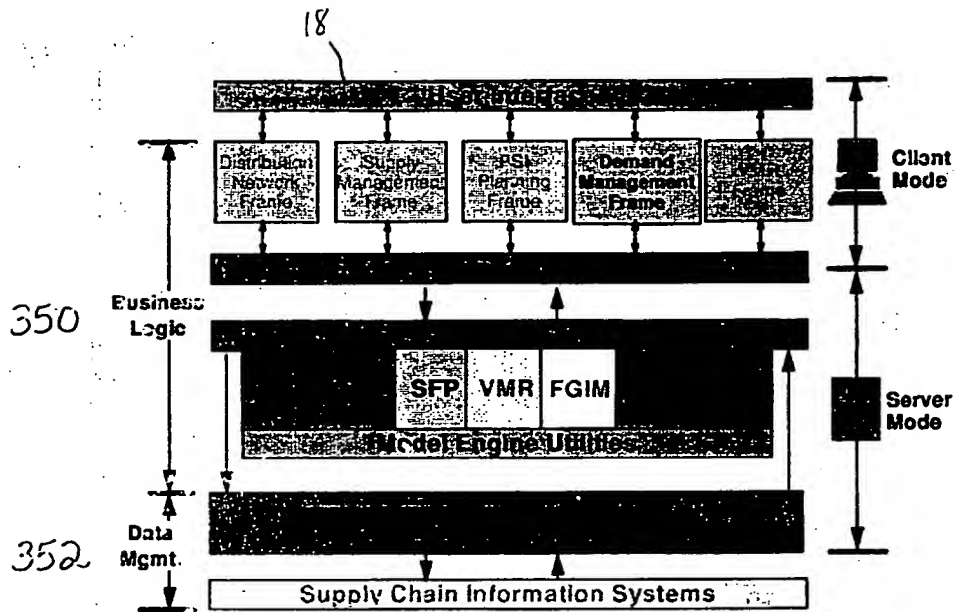 18
Distribution
Network
Frame
Supply
Management
Frame
PSI
Planning
Frame
Demand
Management
Frame
Frame
Client
Mode
350
Business
Logic
SFP
VMR
FGIM
Model Engine Utilities
Server
Mode
352
Data
Mgmt.
Supply Chain Information Systems